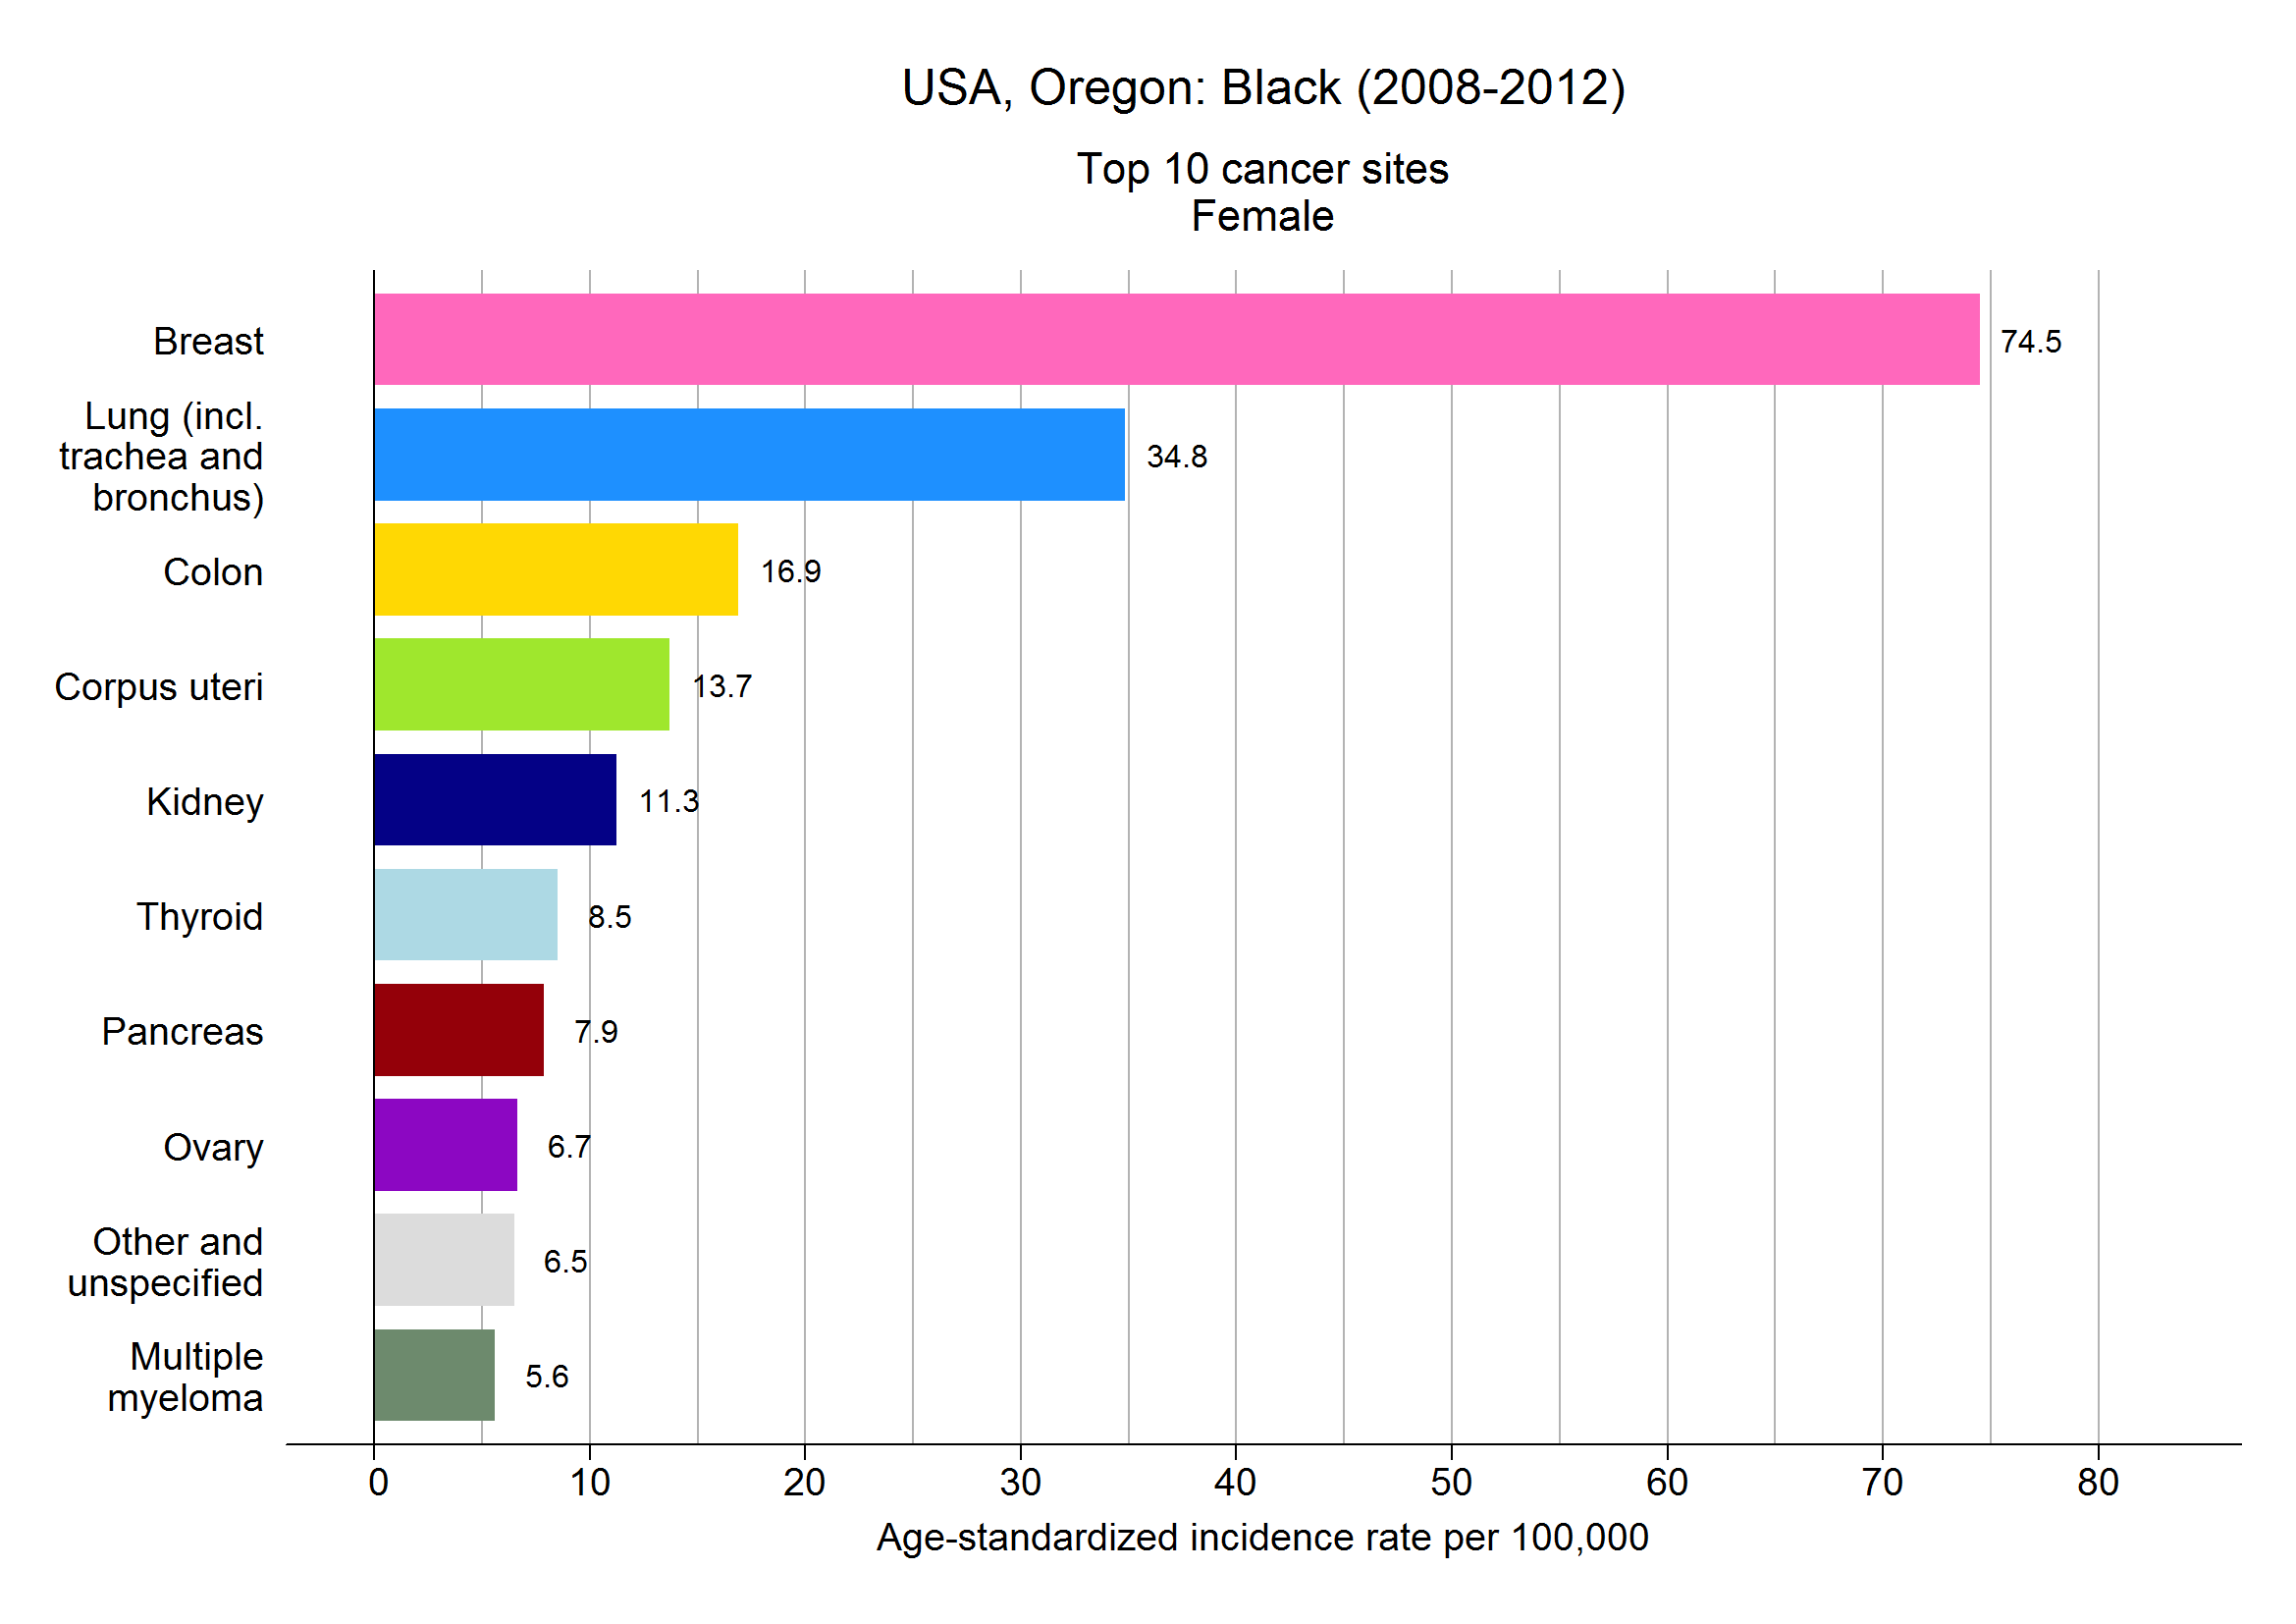 USA, Oregon: Black (2008-2012)
Top 10 cancer sites
Female
Breast
74.5
Lung (incl.
trachea and
bronchus)
34.8
Colon
16.9
Corpus uteri
13.7
Kidney
11.3
Thyroid
8.5
Pancreas
7.9
Ovary
6.7
Other and
unspecified
6.5
Multiple
myeloma
5.6
0 10 20 30 40 50 60 70 80
Age-standardized incidence rate per 100,000